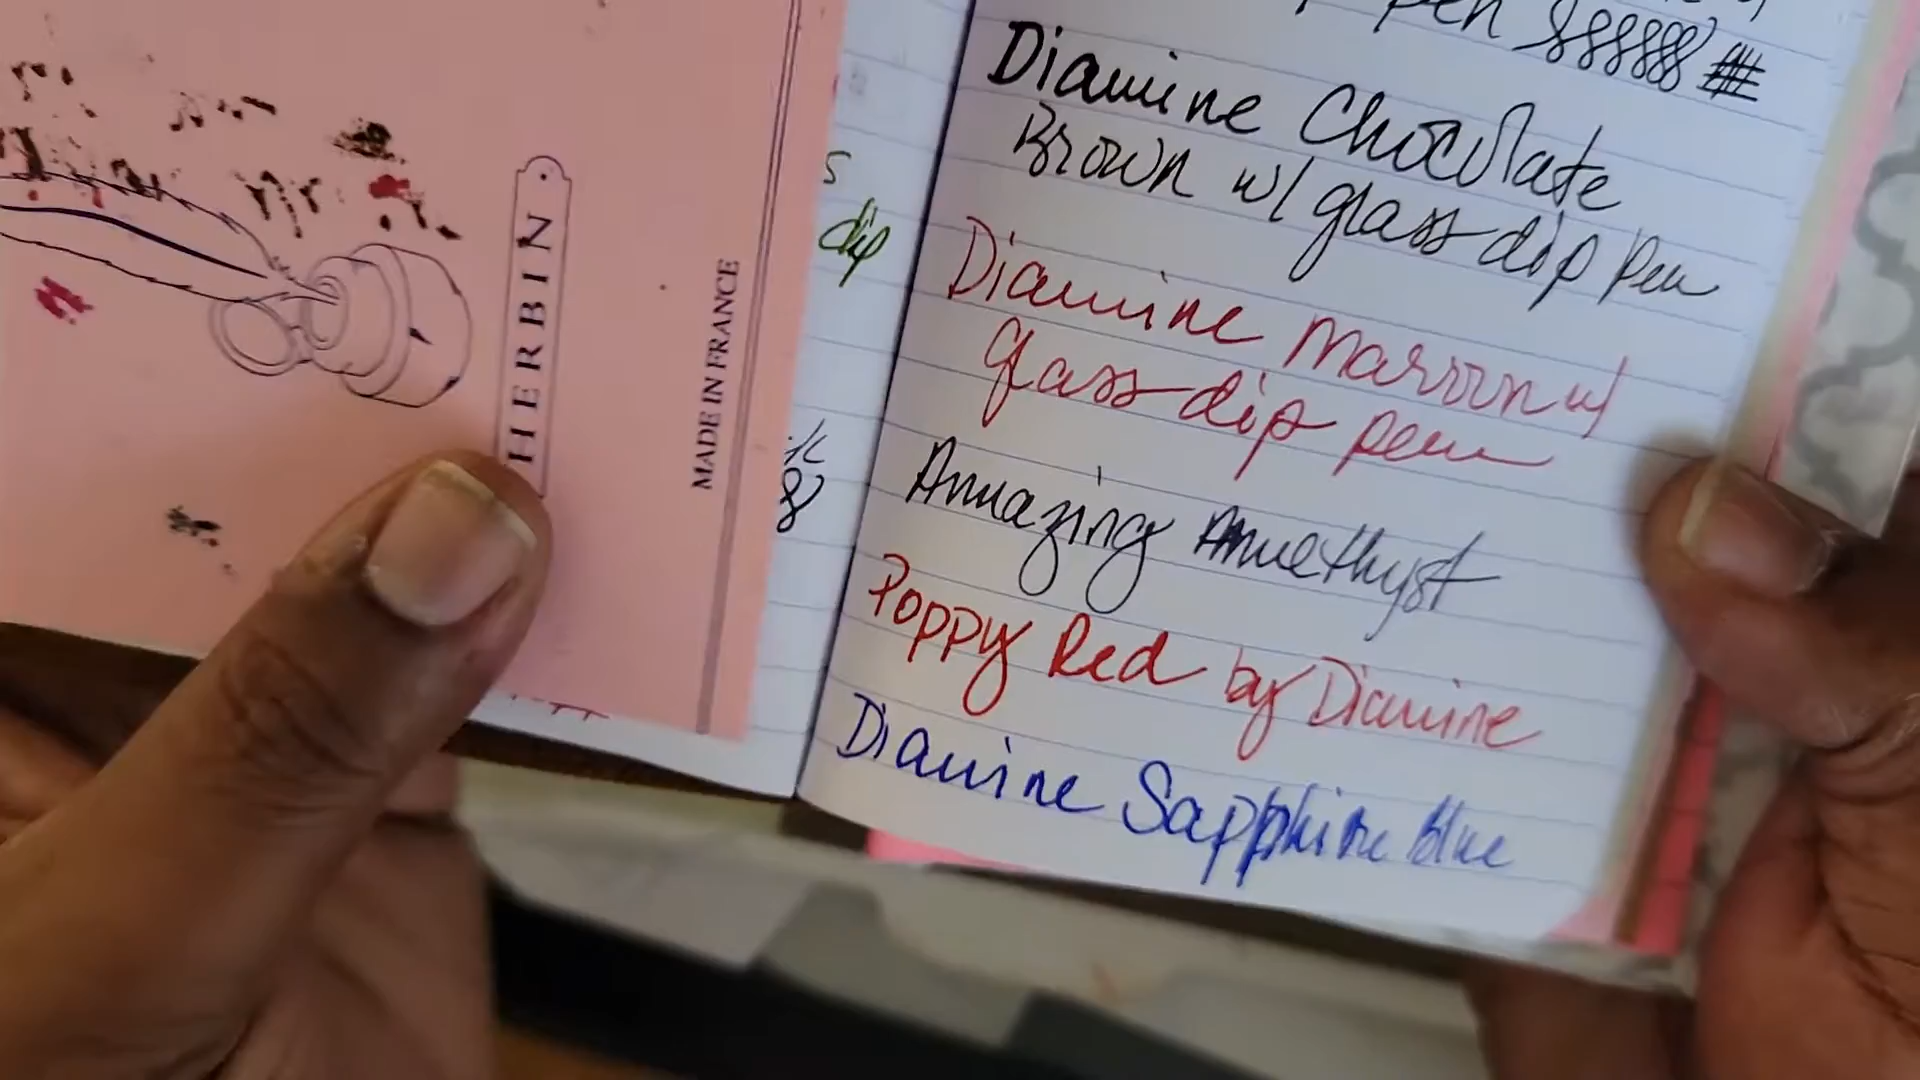 HERBIN
MADE IN FRANCE
s
dip
pen 8888888 #
Diamine Chocolate
Brown w/ glass dip pen
Diamine Maroon w/
glass dip pen
Amazing Amethyst
Poppy Red by Diamine
Diamine Sapphire Blue